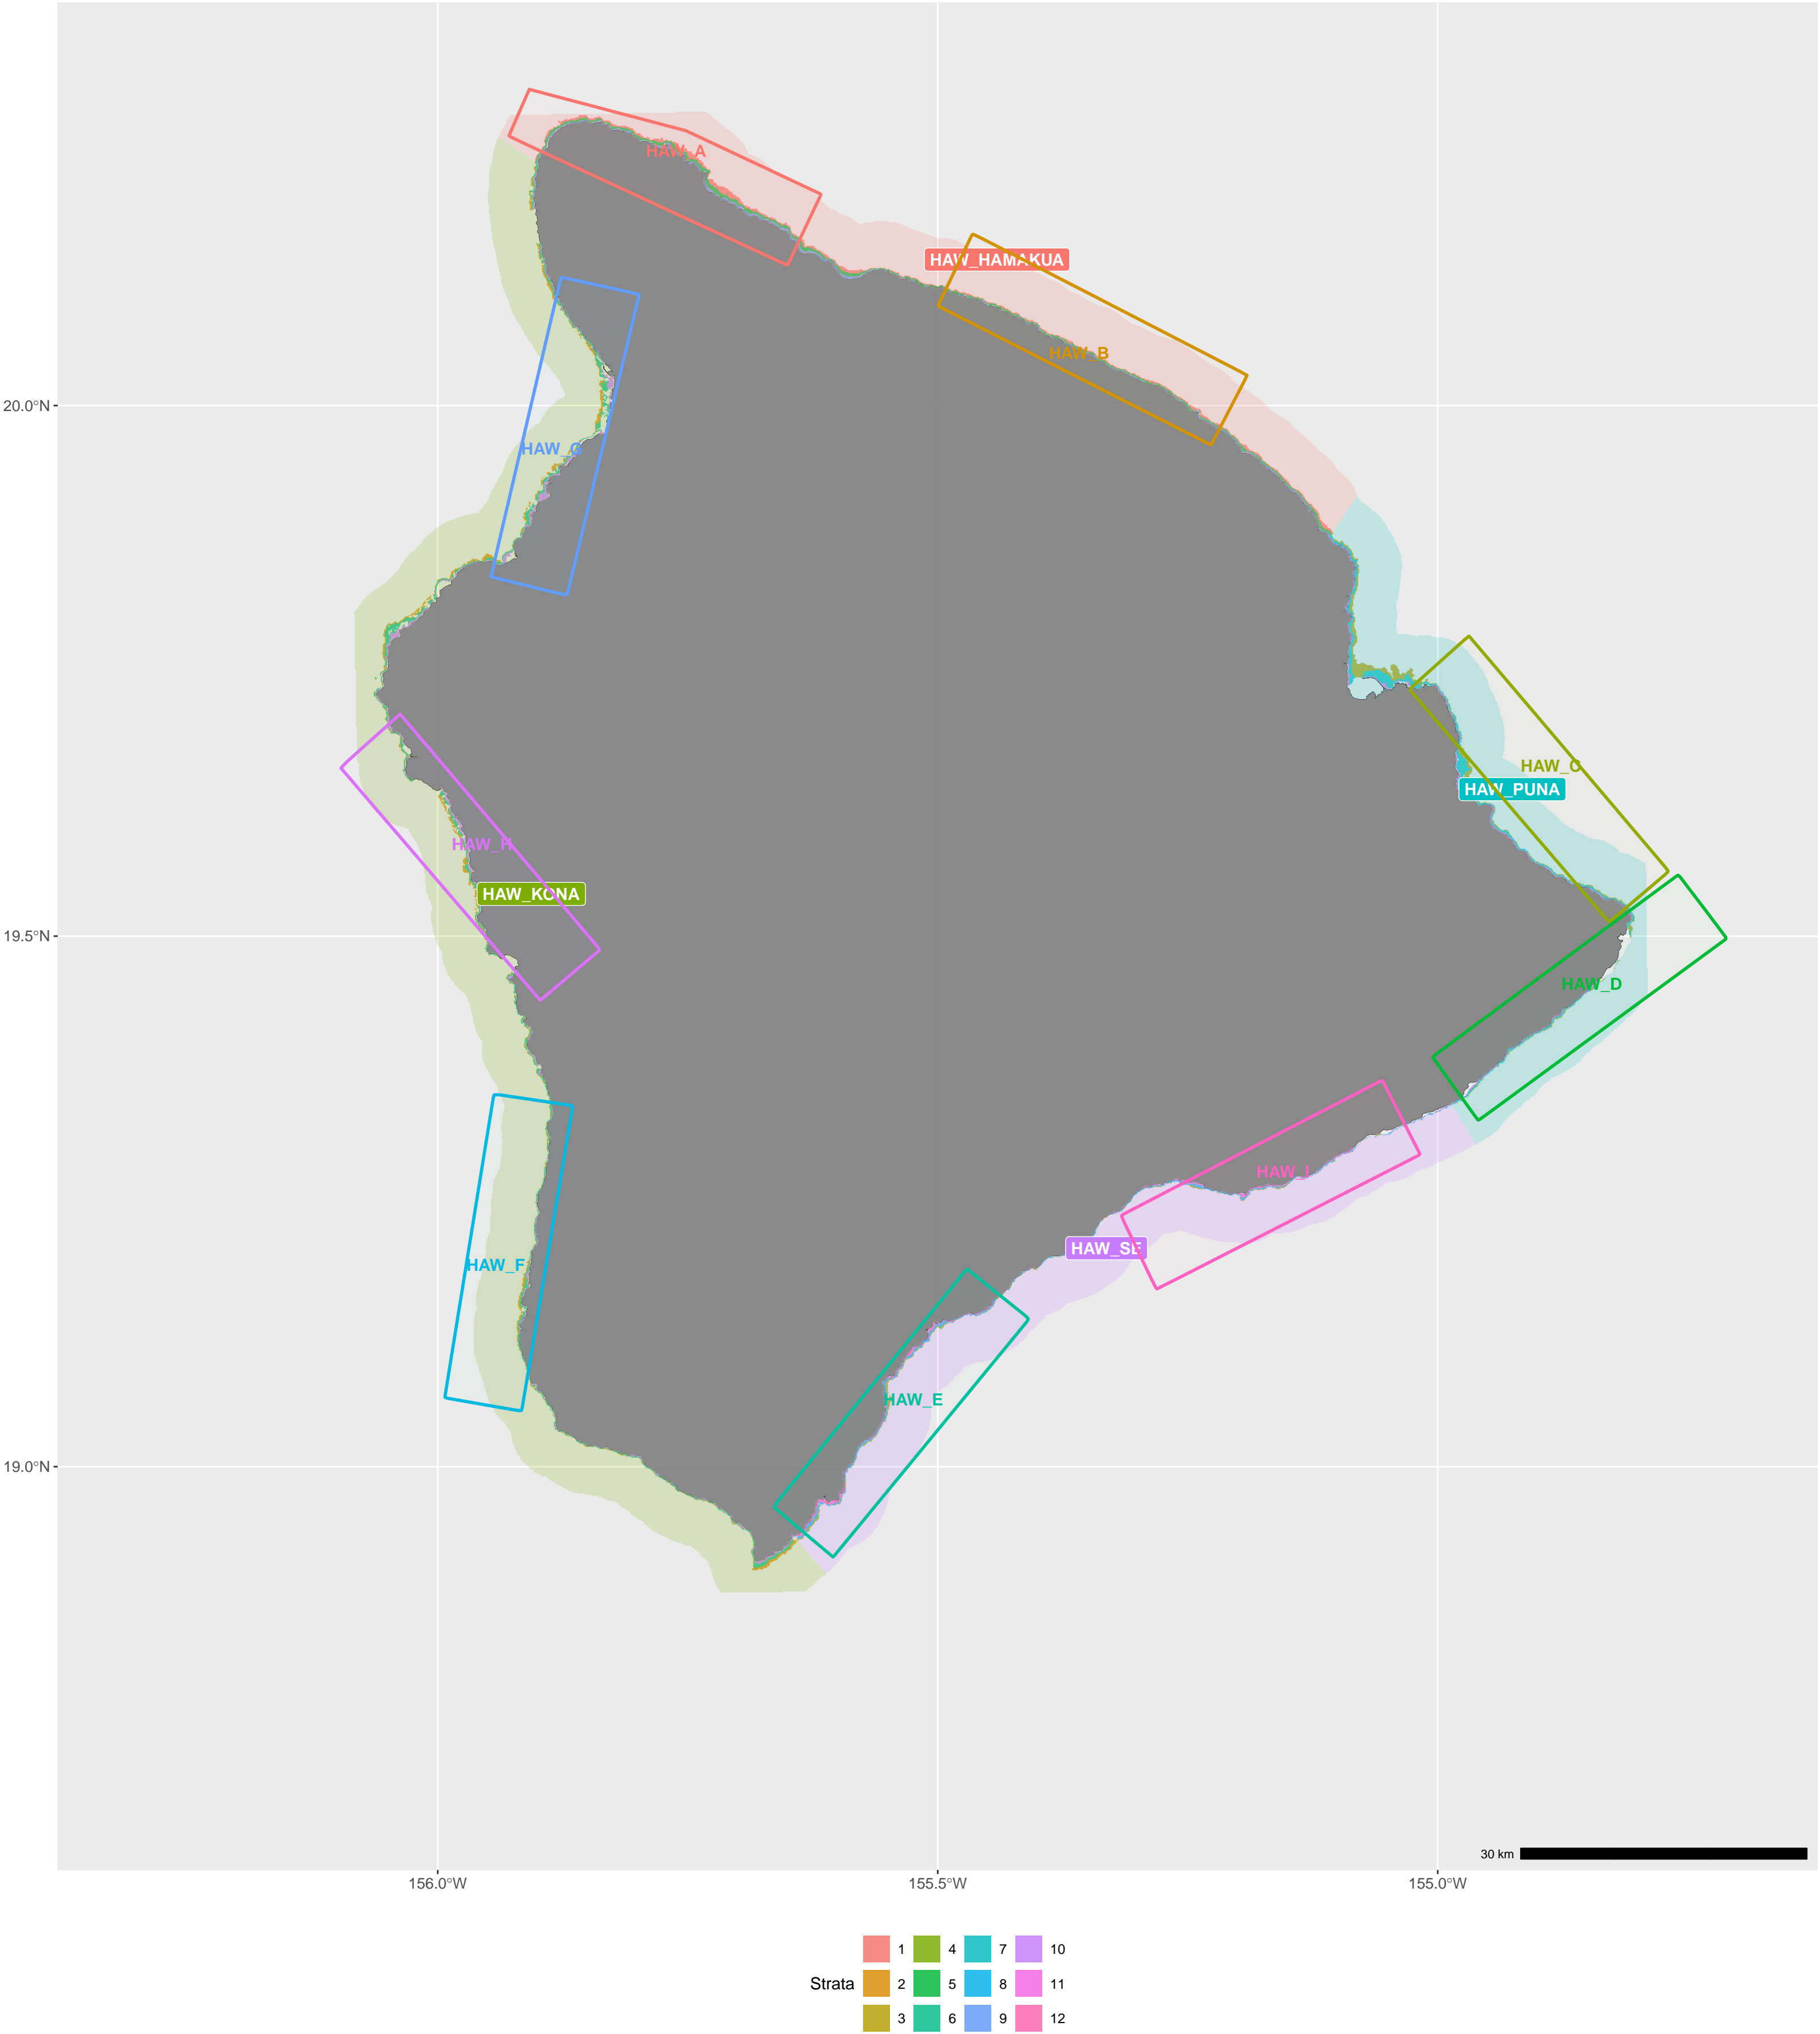 HAW_A
HAW_HAMAKUA
HAW_B
20.0°N
HAW_G
HAW_C
HAW_PUNA
HAW_H
HAW_KONA
19.5°N
HAW_D
HAW_I
HAW_SE
HAW_F
HAW_E
19.0°N
30 km
156.0°W 155.5°W 155.0°W
1 4 7 10
Strata 2 5 8 11
3 6 9 12